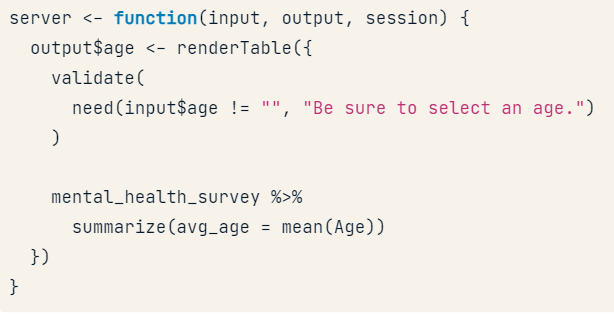 server <- function(input, output, session) {
  output$age <- renderTable({
    validate(
      need(input$age != "", "Be sure to select an age.")
    )

    mental_health_survey %>%
      summarize(avg_age = mean(Age))
  })
}